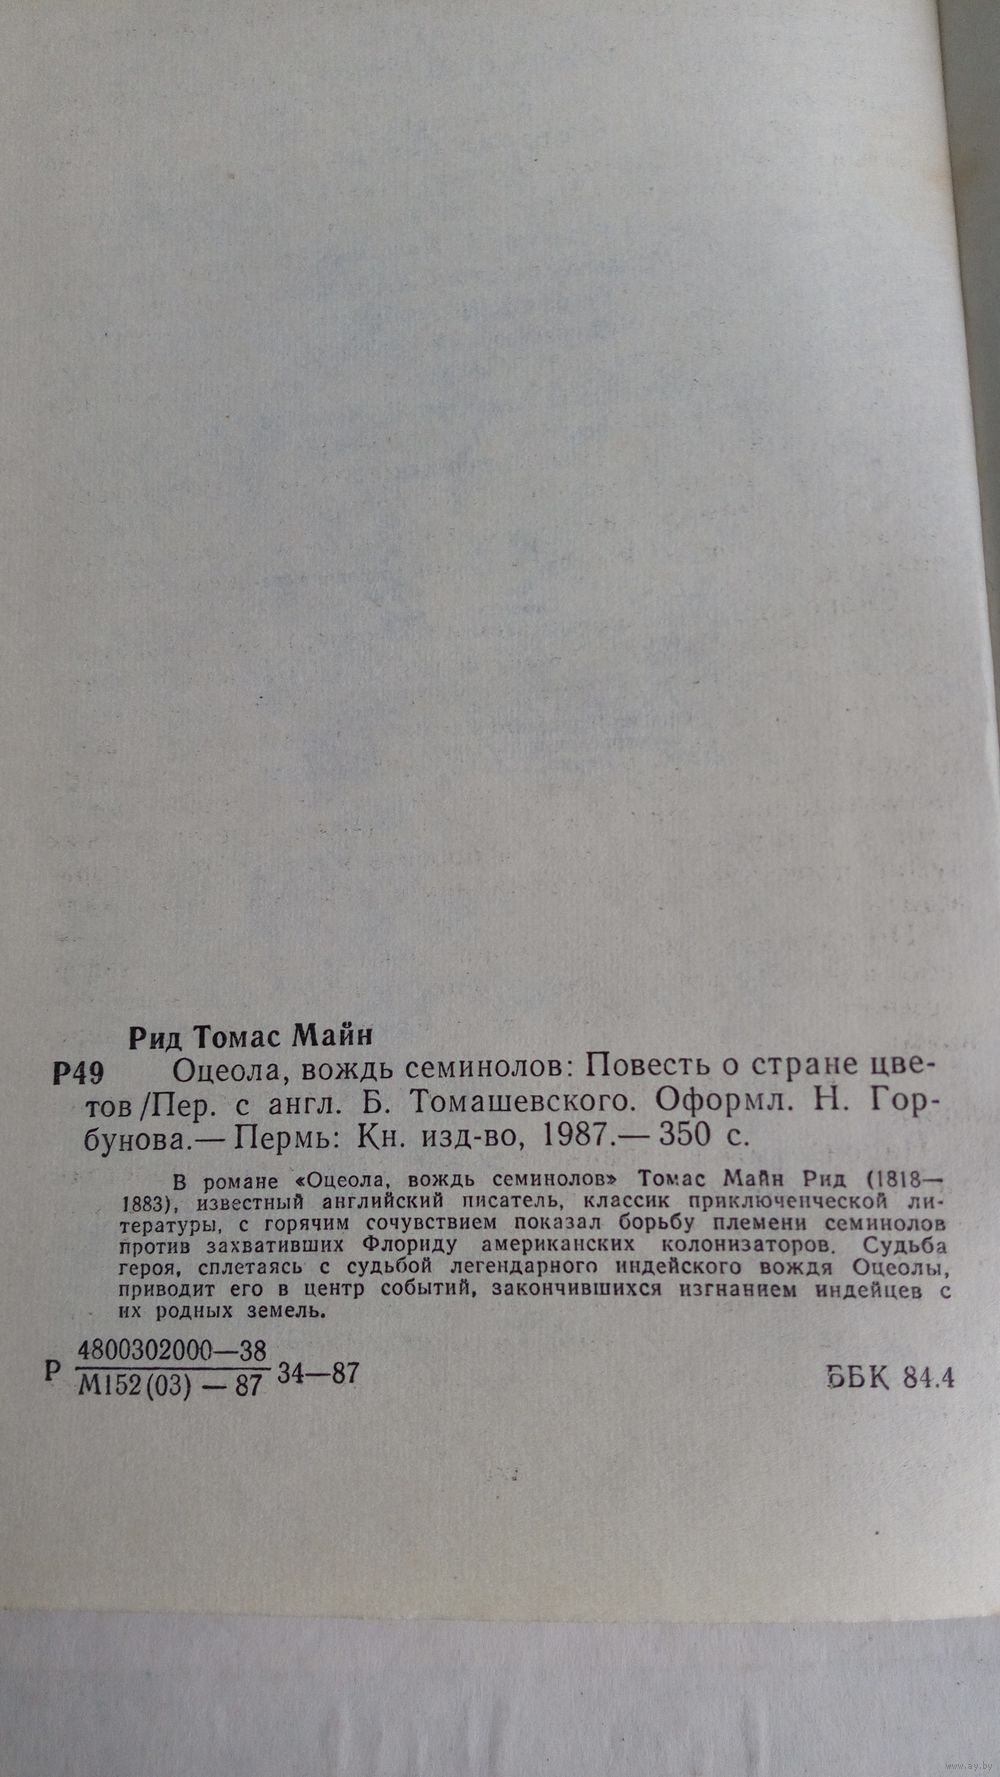 Рид Томас Майн
Р49 Оцеола, вождь семинолов: Повесть о стране цве-
тов/Пер. с англ. Б. Томашевского. Оформл. Н. Гор-
бунова.— Пермь: Кн. изд-во, 1987.— 350 с.
В романе «Оцеола, вождь семинолов» Томас Майн Рид (1818—
1883), известный английский писатель, классик приключенческой ли-
тературы, с горячим сочувствием показал борьбу племени семинолов
против захвативших Флориду американских колонизаторов. Судьба
героя, сплетаясь с судьбой легендарного индейского вождя Оцеолы,
приводит его в центр событий, закончившихся изгнанием индейцев с
их родных земель.
4800302000—38
Р М152(03) — 87 34—87 ББК 84.4
www.ay.by